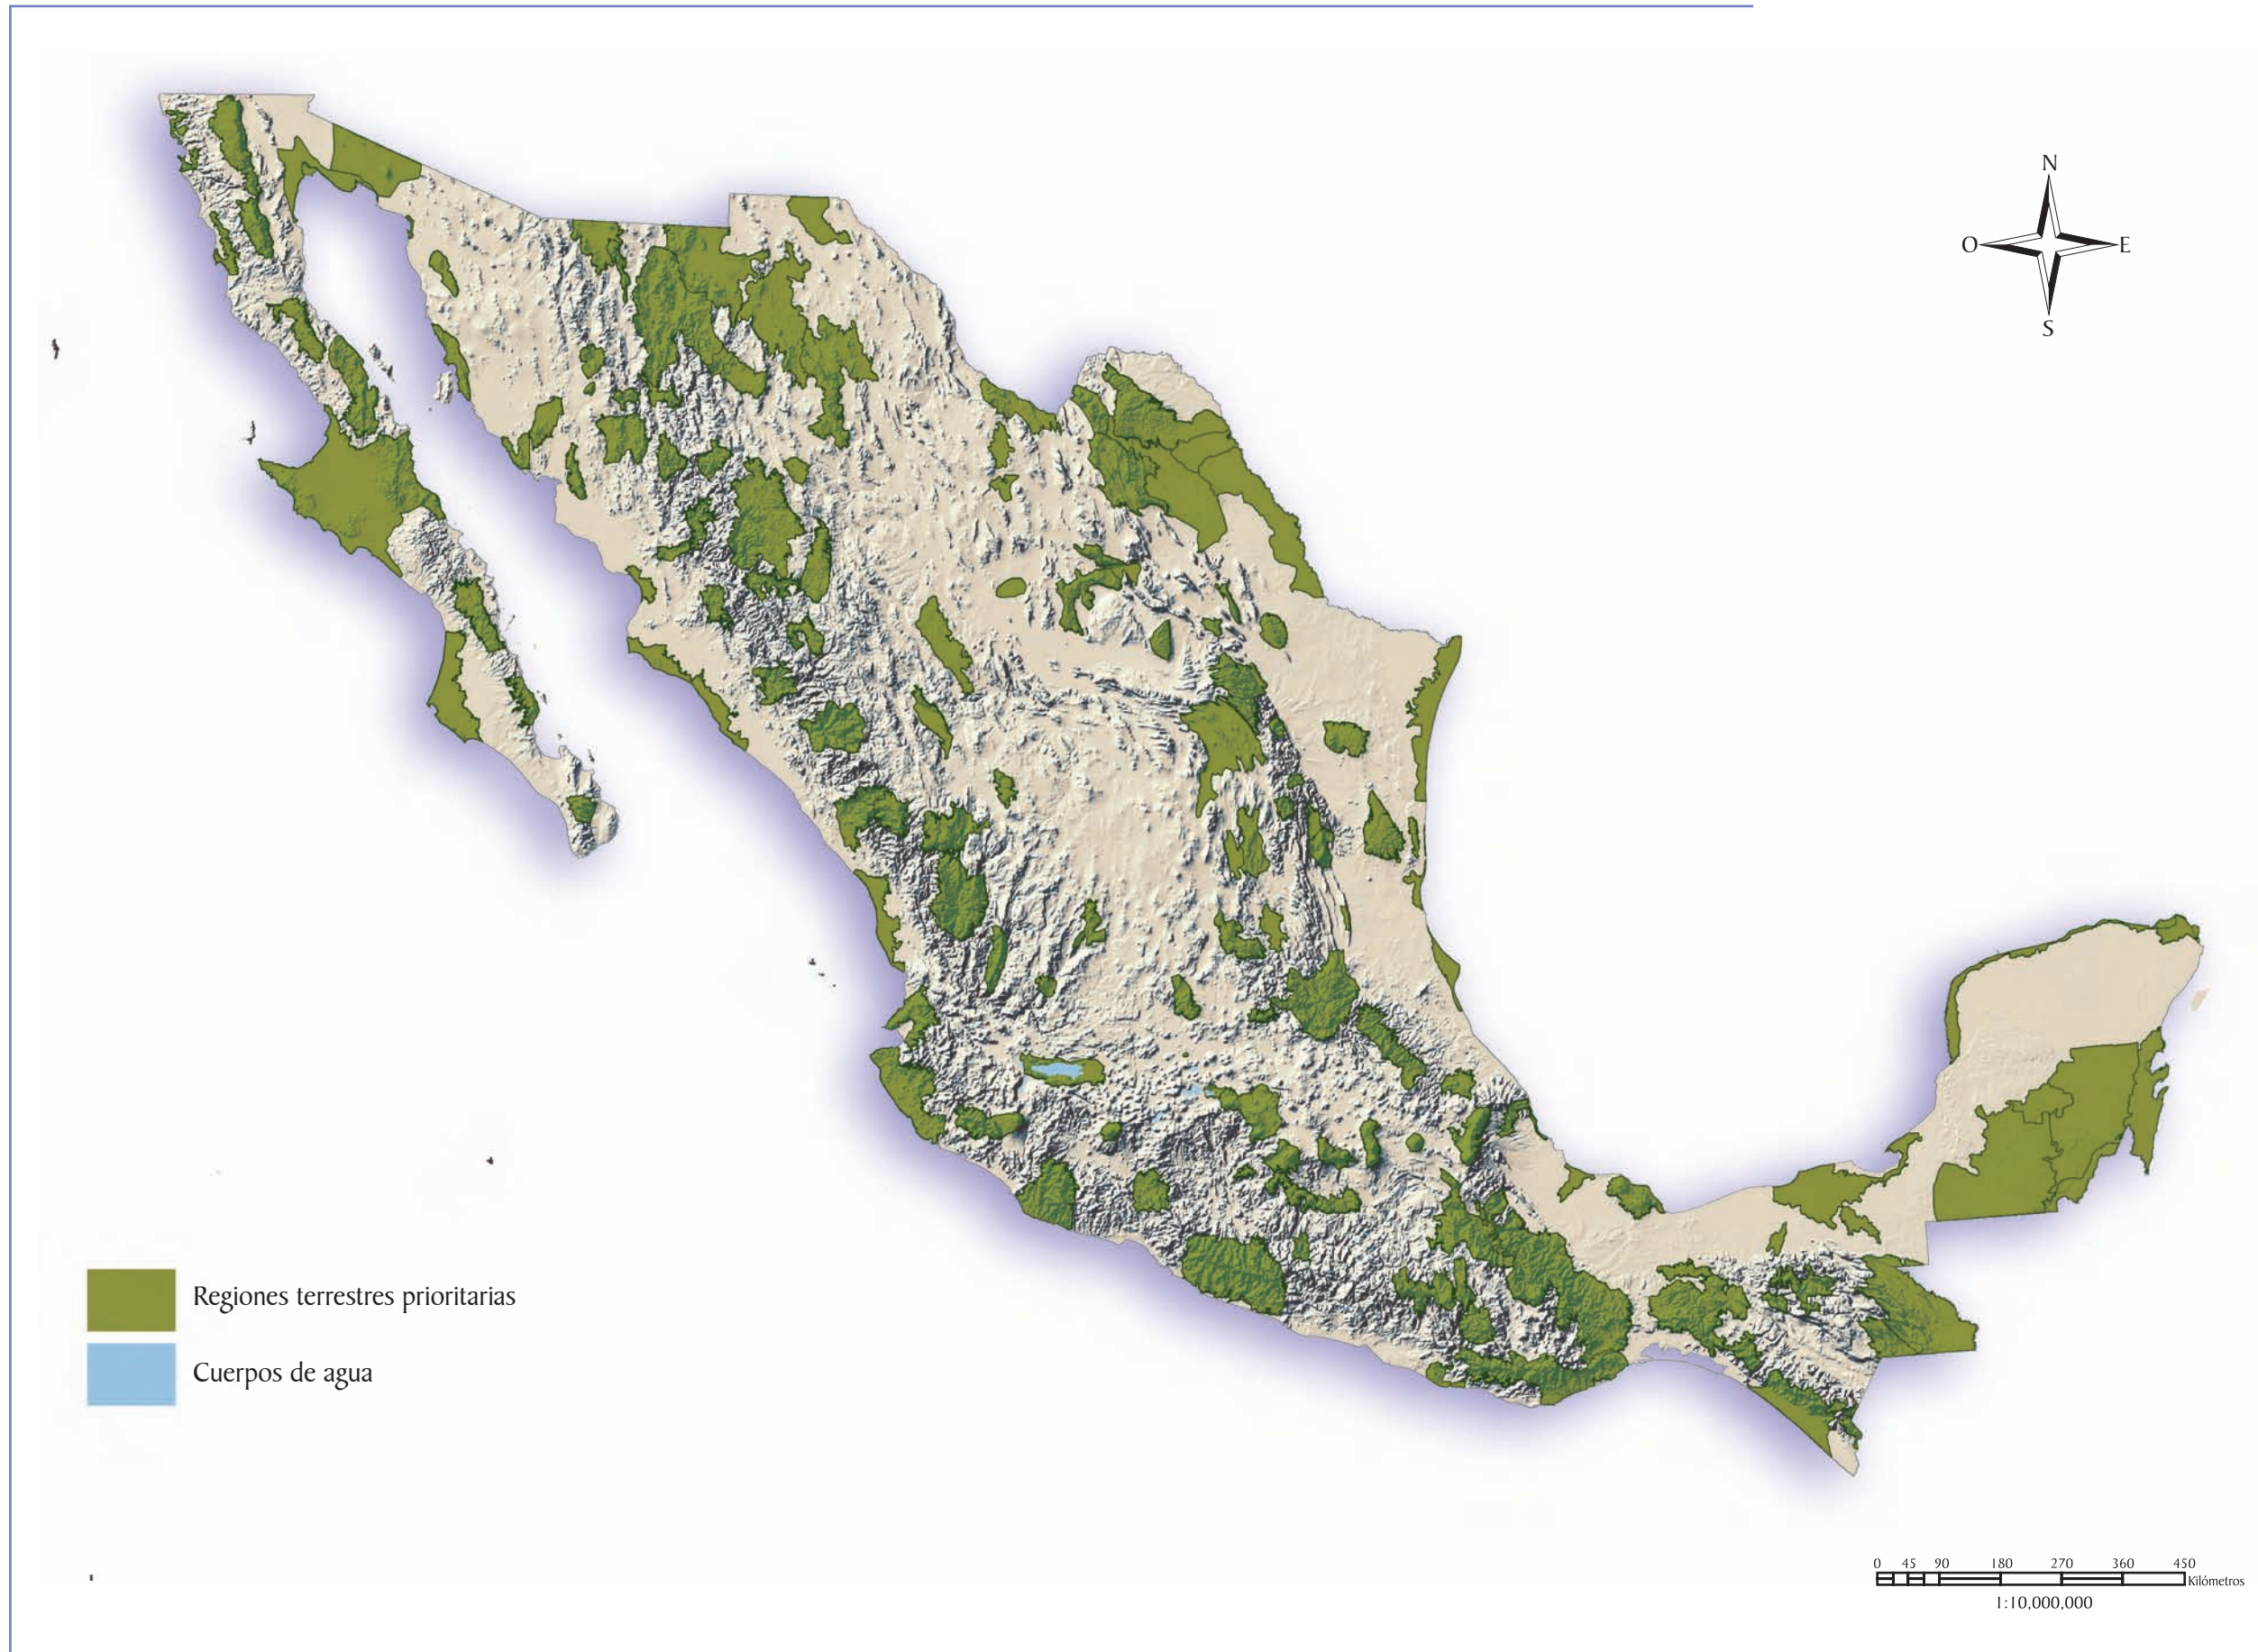 N
O E
S
Regiones terrestres prioritarias
Cuerpos de agua
0 45 90 180 270 360 450
Kilómetros
1:10,000,000